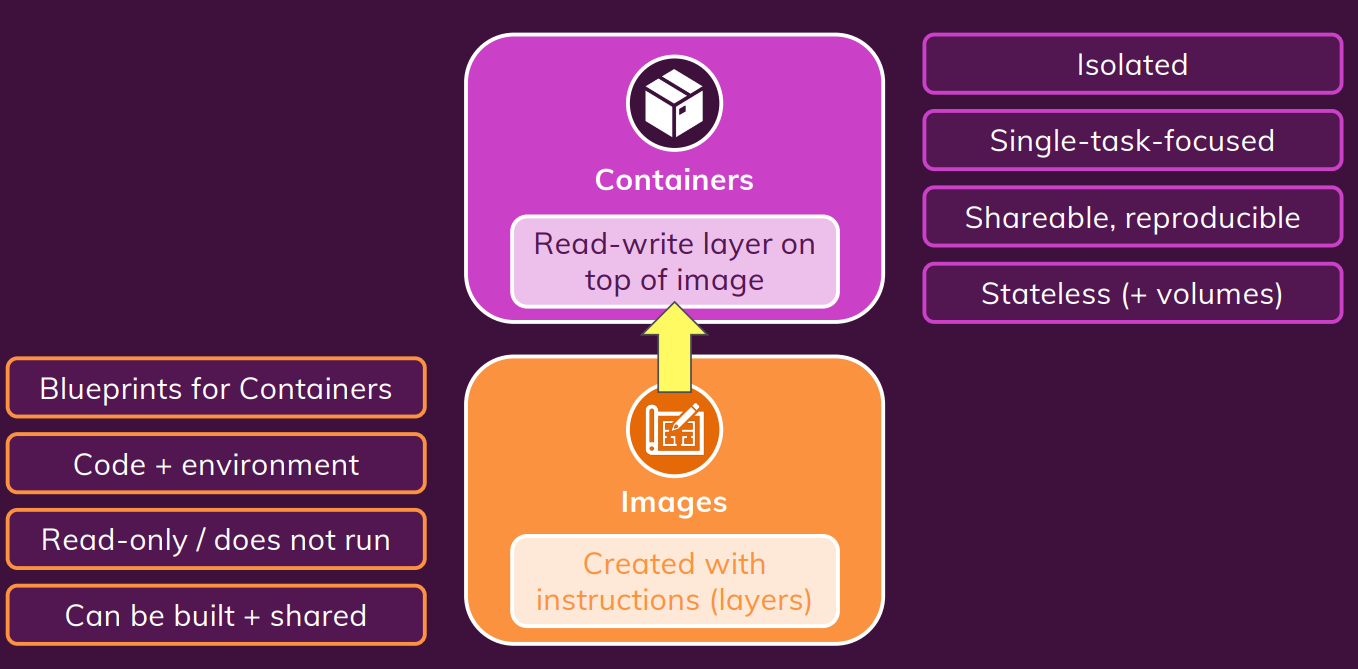 Containers
Read-write layer on
top of image
Isolated
Single-task-focused
Shareable, reproducible
Stateless (+ volumes)
Blueprints for Containers
Code + environment
Read-only / does not run
Can be built + shared
Images
Created with
instructions (layers)